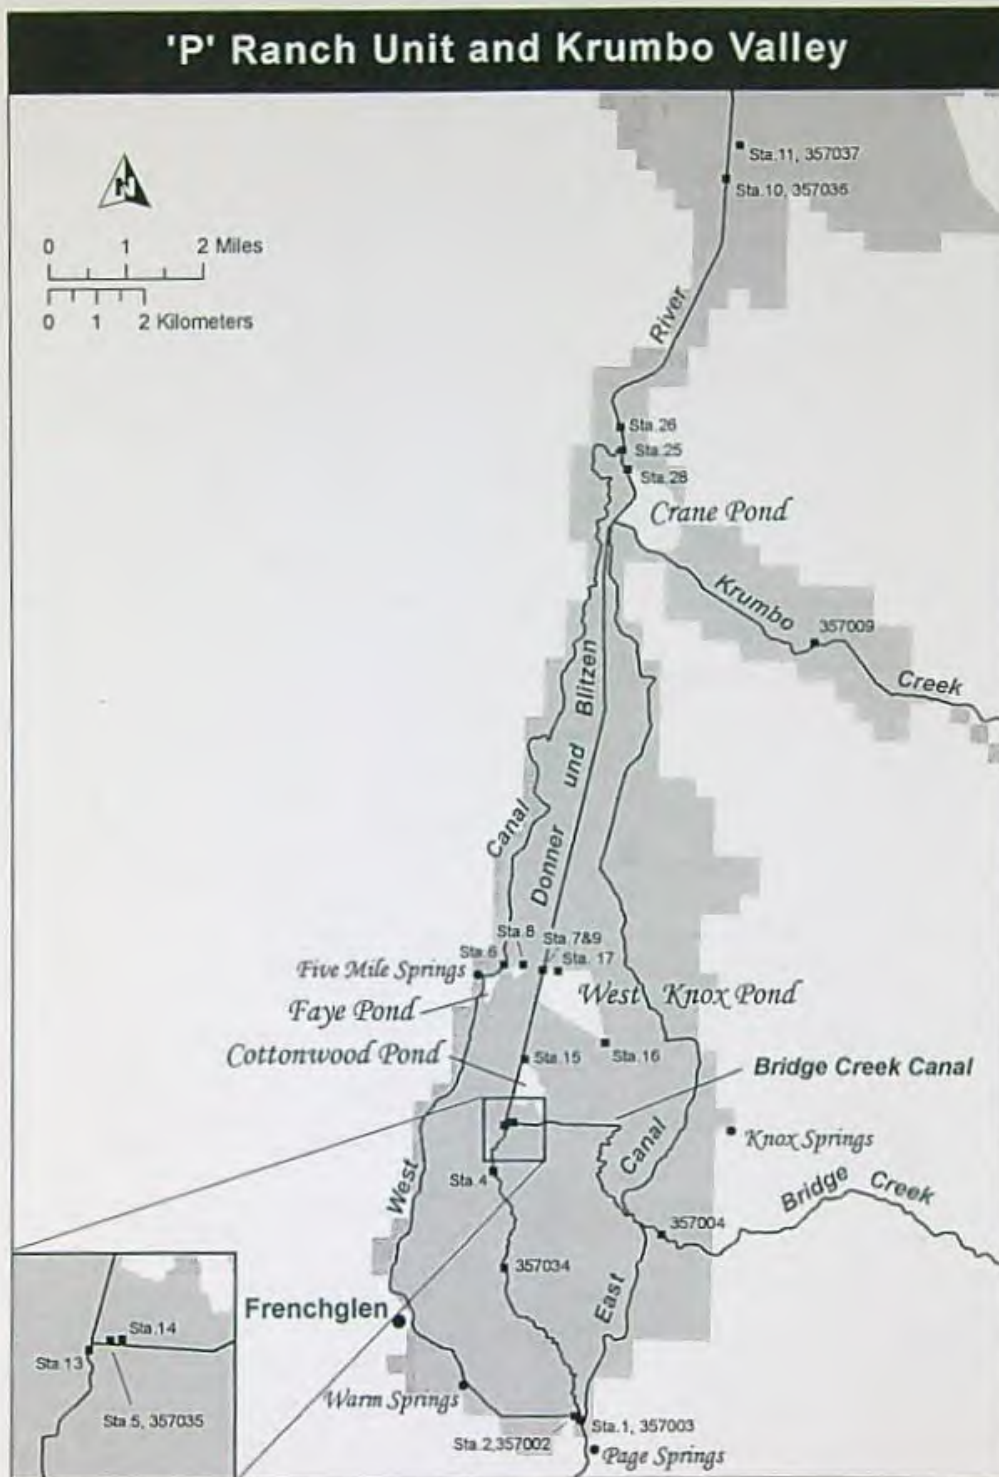 'P' Ranch Unit and Krumbo Valley
N
0 1 2 Miles
0 1 2 Kilometers
Sta.11, 357037
Sta.10, 357036
River
Sta.26
Sta.25
Sta.28
Crane Pond
Krumbo
357009
Creek
Blitzen
und
Donner
Canal
Sta.8
Sta.6
Sta.7&9
Sta. 17
Five Mile Springs
Faye Pond
West Knox Pond
Cottonwood Pond
Sta.15
Sta.16
Bridge Creek Canal
Knox Springs
Canal
West
Sta.4
Bridge Creek
357004
357034
East
Frenchglen
Sta.14
Sta.13
Sta 5, 357035
Warm Springs
Sta.1, 357003
Sta.2,357002
Page Springs